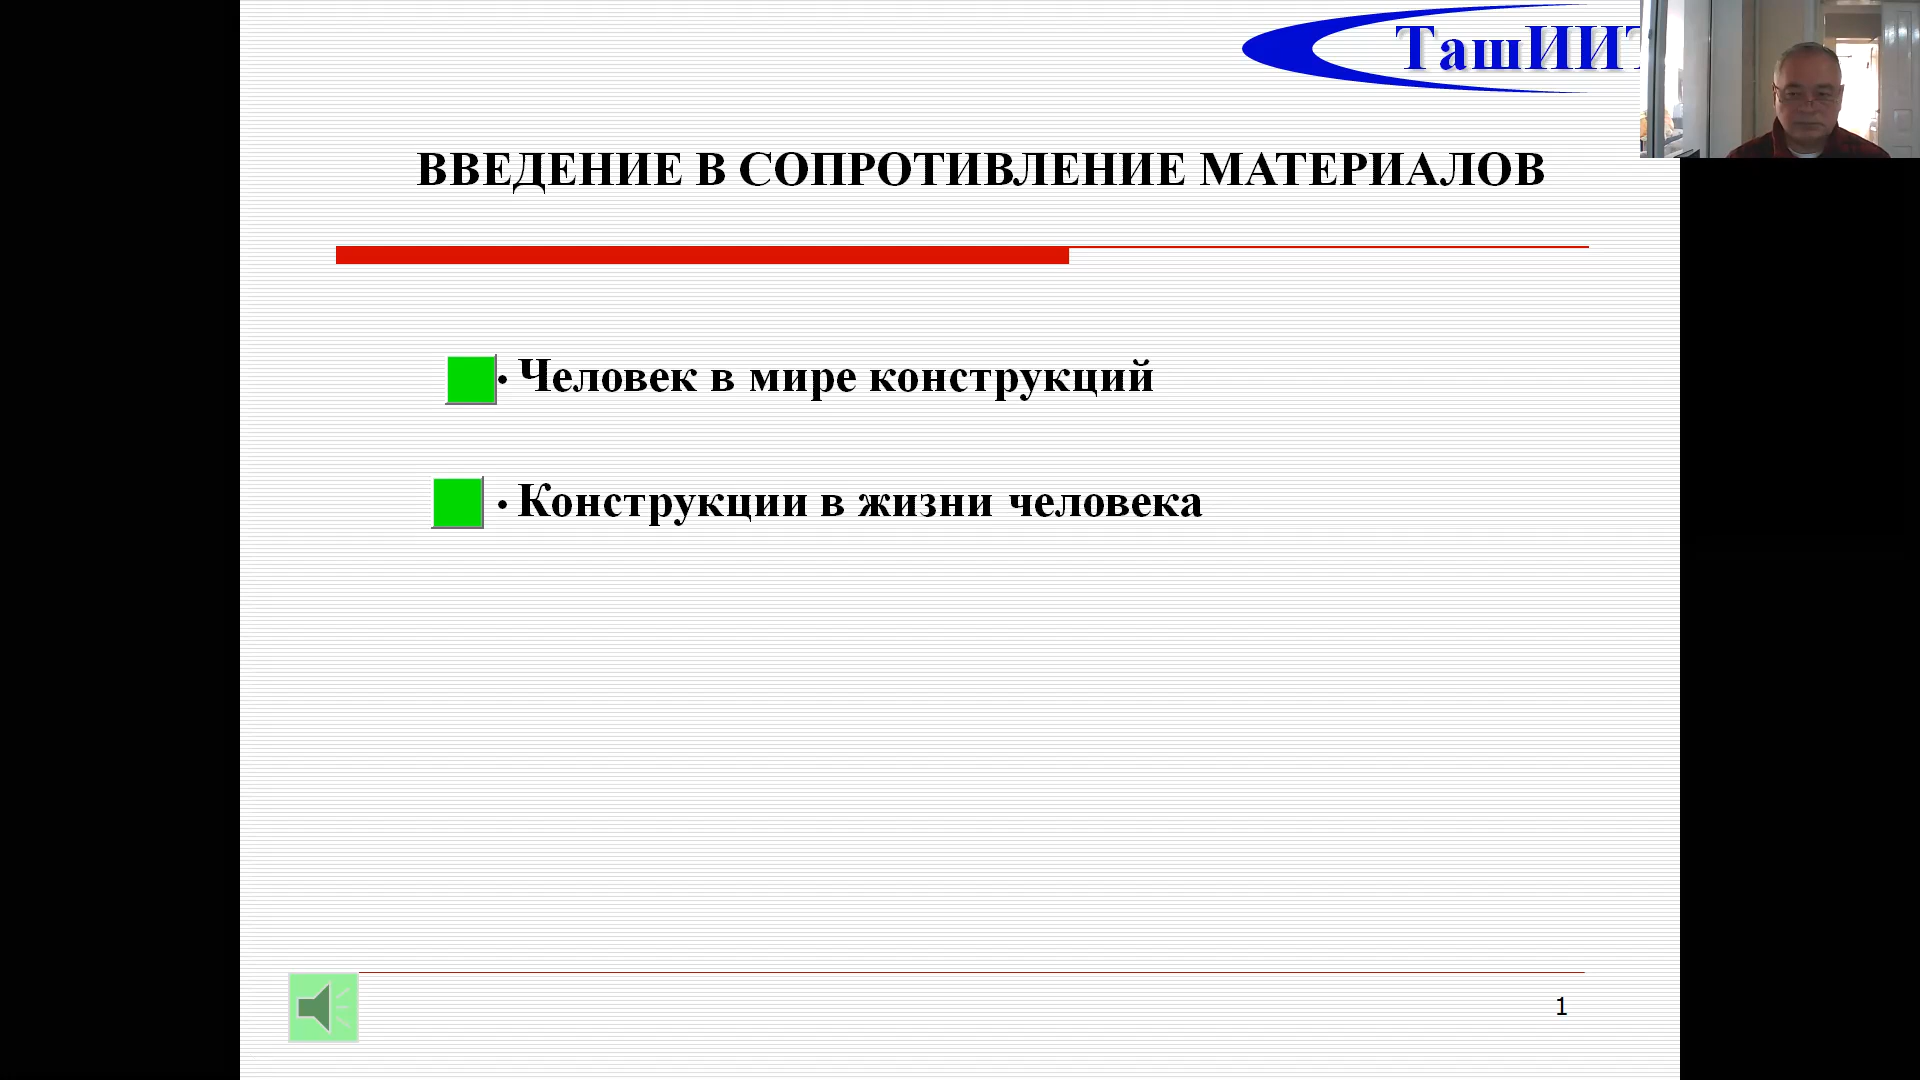 ТашИИТ
ВВЕДЕНИЕ В СОПРОТИВЛЕНИЕ МАТЕРИАЛОВ
• Человек в мире конструкций
• Конструкции в жизни человека
1